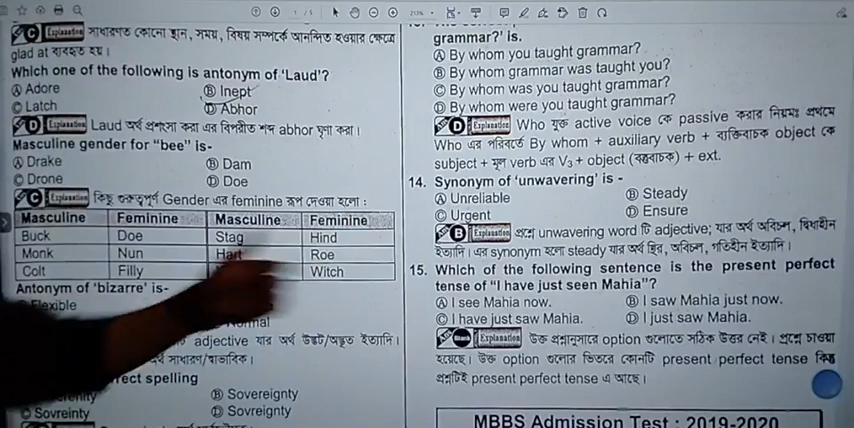 Ⓒ Explanation সাধারণত কোনো স্থান, সময়, বিষয় সম্পর্কে আনন্দিত হওয়ার ক্ষেত্রে
glad at ব্যবহৃত হয়।
Which one of the following is antonym of ‘Laud’?
Ⓐ Adore Ⓑ Inept
Ⓒ Latch Ⓓ Abhor
Ⓓ Explanation Laud অর্থ প্রশংসা করা এর বিপরীত শব্দ abhor ঘৃণা করা।
Masculine gender for “bee” is-
Ⓐ Drake Ⓑ Dam
Ⓒ Drone Ⓓ Doe
Ⓒ Explanation কিছু গুরুত্বপূর্ণ Gender এর feminine রূপ দেওয়া হলো :
Masculine Feminine Masculine Feminine
Buck Doe Stag Hind
Monk Nun Hart Roe
Colt Filly Witch
Antonym of ‘bizarre’ is-
Flexible
adjective যার অর্থ উদ্ভট/অদ্ভুত ইত্যাদি।
অর্থ সাধারণ/স্বাভাবিক।
rect spelling
Ⓑ Sovereignty
Ⓒ Sovreinty Ⓓ Sovreignty
grammar?’ is.
Ⓐ By whom you taught grammar?
Ⓑ By whom grammar was taught you?
Ⓒ By whom was you taught grammar?
Ⓓ By whom were you taught grammar?
Ⓓ Explanation Who যুক্ত active voice কে passive করার নিয়মঃ প্রথমে
Who এর পরিবর্তে By whom + auxiliary verb + ব্যক্তিবাচক object কে
subject + মূল verb এর V₃ + object (বস্তুবাচক) + ext.
14. Synonym of ‘unwavering’ is -
Ⓐ Unreliable Ⓑ Steady
Ⓒ Urgent Ⓓ Ensure
Ⓑ Explanation প্রশ্নে unwavering word টি adjective; যার অর্থ অবিচল, দ্বিধাহীন
ইত্যাদি। এর synonym হলো steady যার অর্থ স্থির, অবিচল, গতিহীন ইত্যাদি।
15. Which of the following sentence is the present perfect
tense of “I have just seen Mahia”?
Ⓐ I see Mahia now. Ⓑ I saw Mahia just now.
Ⓒ I have just saw Mahia. Ⓓ I just saw Mahia.
Blank Explanation উক্ত প্রশ্নানুসারে option গুলোতে সঠিক উত্তর নেই। প্রশ্নে চাওয়া
হয়েছে। উক্ত option গুলোর ভিতরে কোনটি present perfect tense কিন্তু
প্রশ্নটিই present perfect tense এ আছে।
MBBS Admission Test : 2019-2020